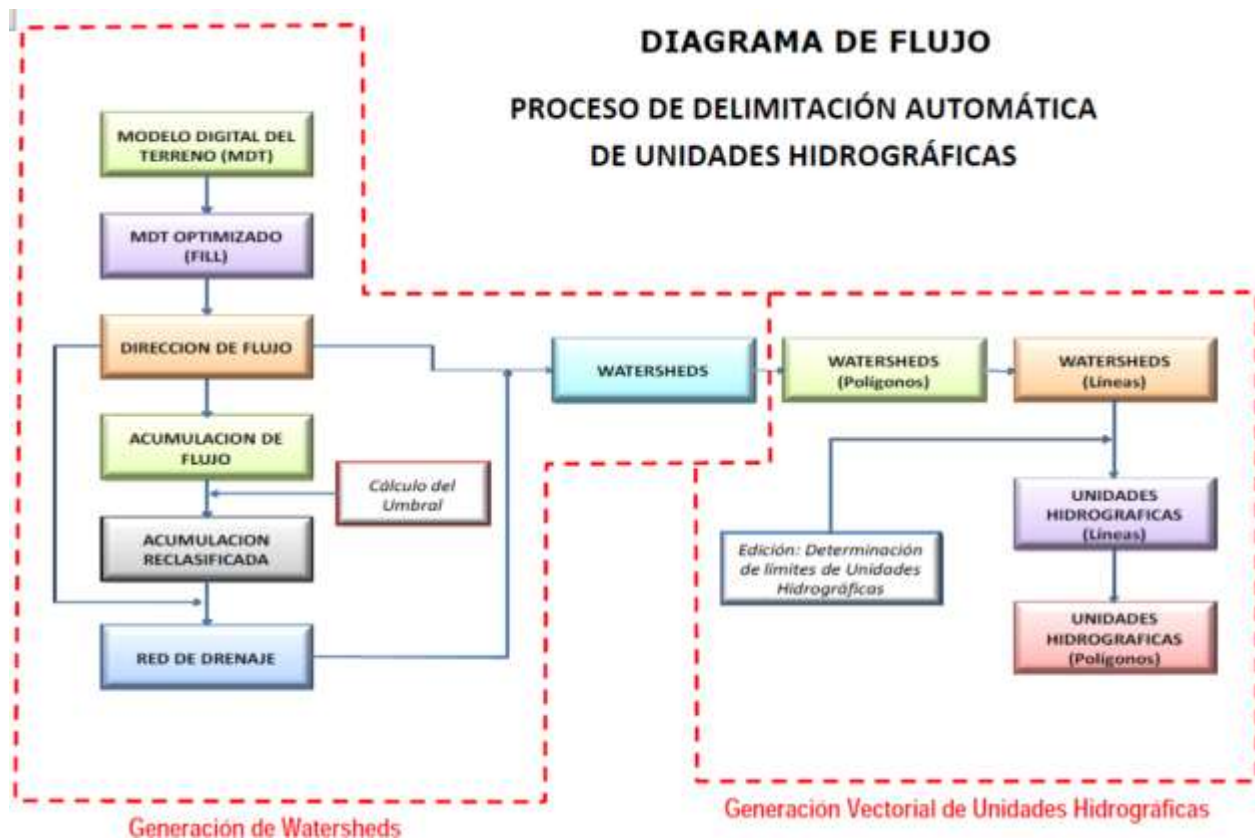 DIAGRAMA DE FLUJO
PROCESO DE DELIMITACIÓN AUTOMÁTICA
DE UNIDADES HIDROGRÁFICAS
MODELO DIGITAL DEL
TERRENO (MDT)
MDT OPTIMIZADO
(FILL)
DIRECCION DE FLUJO
ACUMULACION DE
FLUJO
Cálculo del
Umbral
ACUMULACION
RECLASIFICADA
RED DE DRENAJE
WATERSHEDS
WATERSHEDS
(Polígonos)
WATERSHEDS
(Líneas)
UNIDADES
HIDROGRAFICAS
(Líneas)
Edición: Determinación
de límites de Unidades
Hidrográficas
UNIDADES
HIDROGRAFICAS
(Polígonos)
Generación de Watersheds
Generación Vectorial de Unidades Hidrográficas